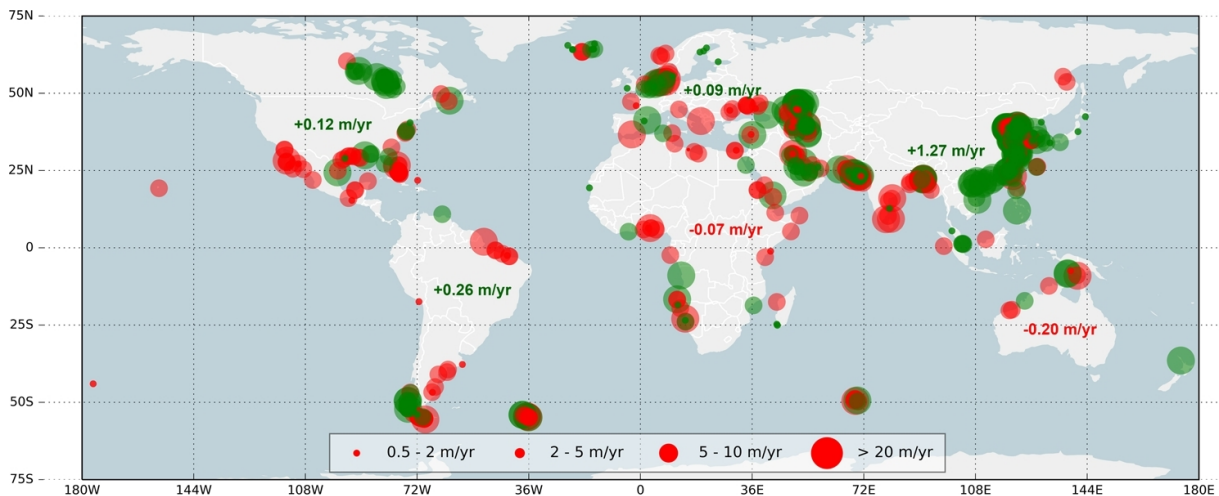 75N
50N
+0.09 m/yr
+0.12 m/yr
+1.27 m/yr
25N
-0.07 m/yr
0
+0.26 m/yr
25S
-0.20 m/yr
50S
0.5 - 2 m/yr 2 - 5 m/yr 5 - 10 m/yr > 20 m/yr
75S
180W 144W 108W 72W 36W 0 36E 72E 108E 144E 180E